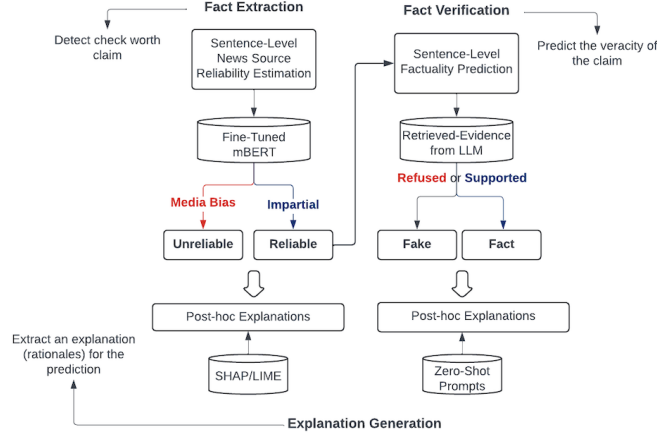 Fact Extraction
Fact Verification
Detect check worth
claim
Sentence-Level
News Source
Reliability Estimation
Sentence-Level
Factuality Prediction
Predict the veracity of
the claim
Fine-Tuned
mBERT
Retrieved-Evidence
from LLM
Media Bias
Impartial
Refused or Supported
Unreliable
Reliable
Fake
Fact
Post-hoc Explanations
Post-hoc Explanations
Extract an explanation
(rationales) for the
prediction
SHAP/LIME
Zero-Shot
Prompts
Explanation Generation